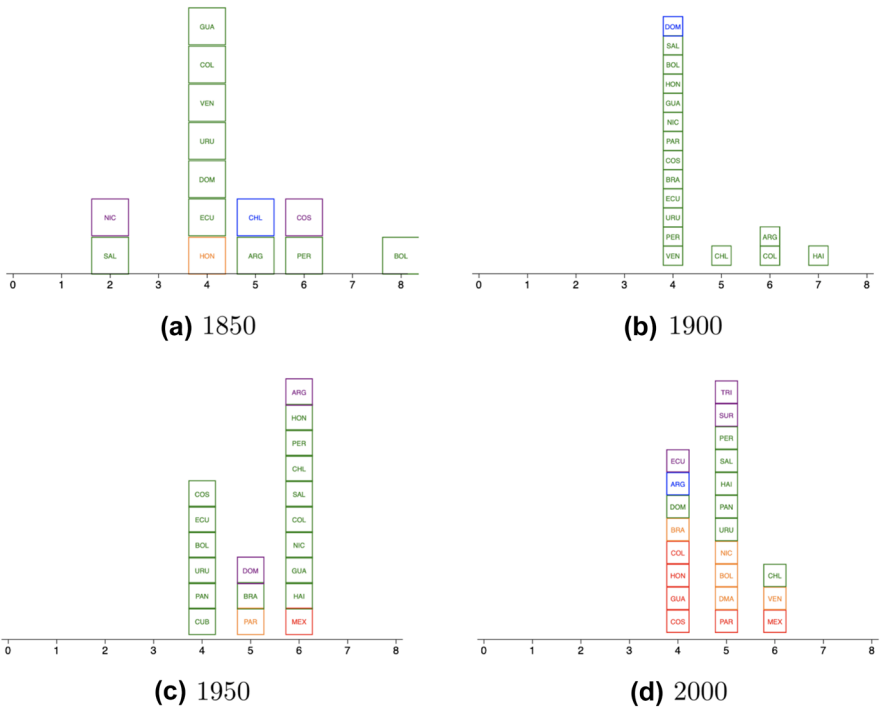 GUA
COL
VEN
URU
DOM
NIC ECU CHL COS
SAL HON ARG PER BOL
0 1 2 3 4 5 6 7 8
(a) 1850
DOM
SAL
BOL
HON
GUA
NIC
PAR
COS
BRA
ECU
URU
PER ARG
VEN CHL COL HAI
0 1 2 3 4 5 6 7 8
(b) 1900
ARG
HON
PER
CHL
COS SAL
ECU COL
BOL NIC
URU DOM GUA
PAN BRA HAI
CUB PAR MEX
0 1 2 3 4 5 6 7 8
(c) 1950
TRI
SUR
PER
ECU SAL
ARG HAI
DOM PAN
BRA URU
COL NIC
HON BOL CHL
GUA DMA VEN
COS PAR MEX
0 1 2 3 4 5 6 7 8
(d) 2000